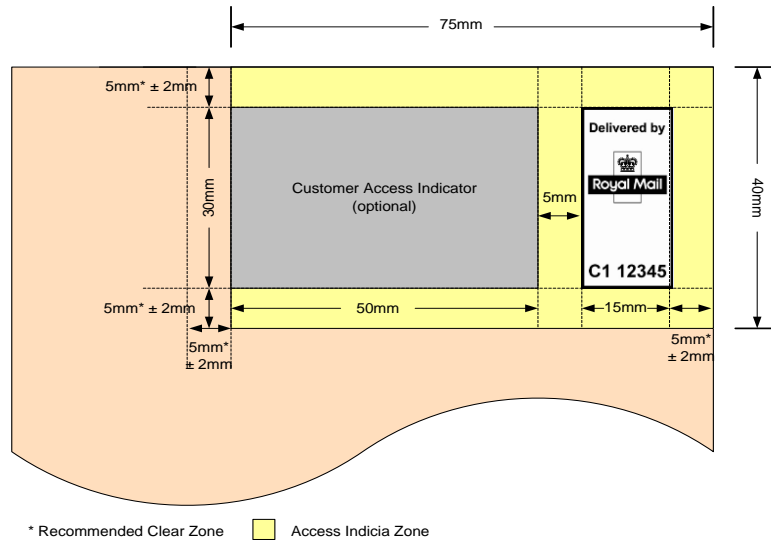 75mm
5mm* ± 2mm
Delivered by
Royal Mail
C1 12345
Customer Access Indicator
(optional)
30mm
5mm
40mm
5mm* ± 2mm
50mm
15mm
5mm*
± 2mm
5mm*
± 2mm
* Recommended Clear Zone
Access Indicia Zone